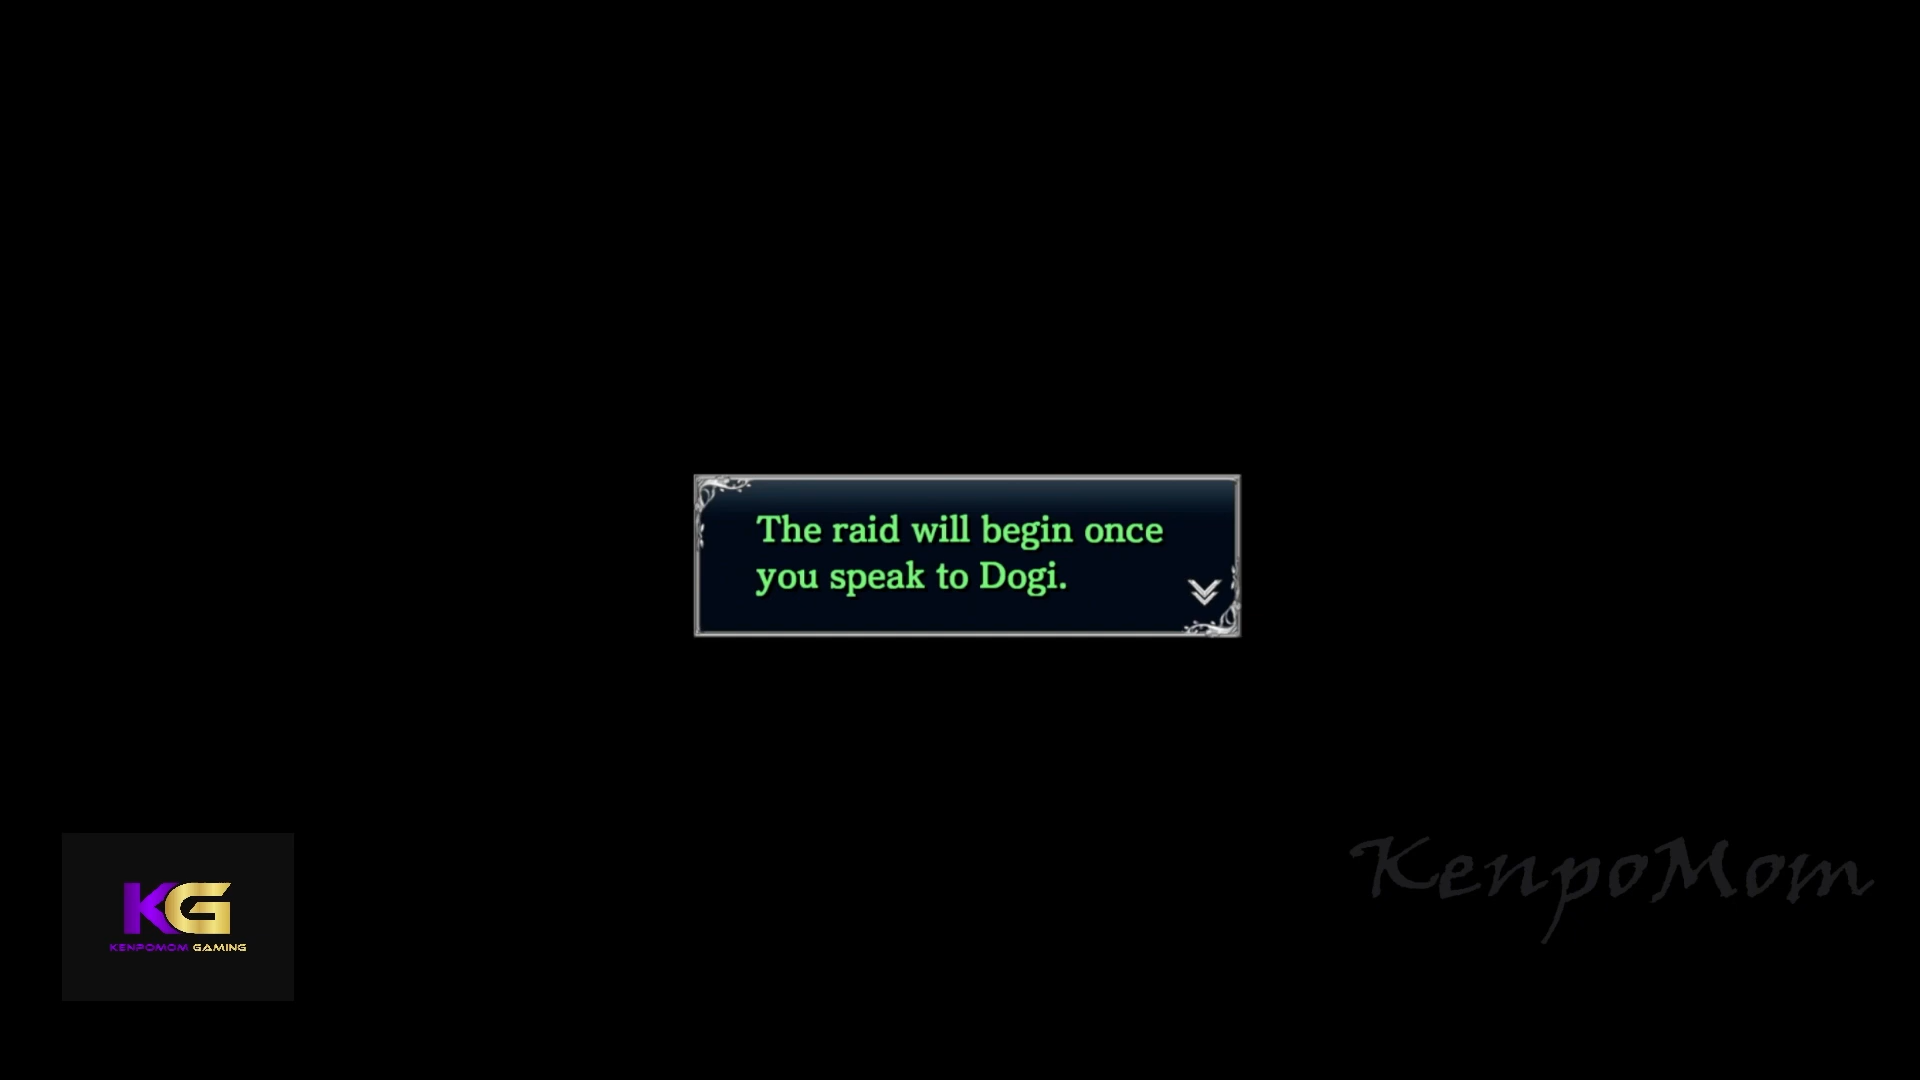 The raid will begin once
you speak to Dogi.
KG
KENPOMOM GAMING
KenpoMom